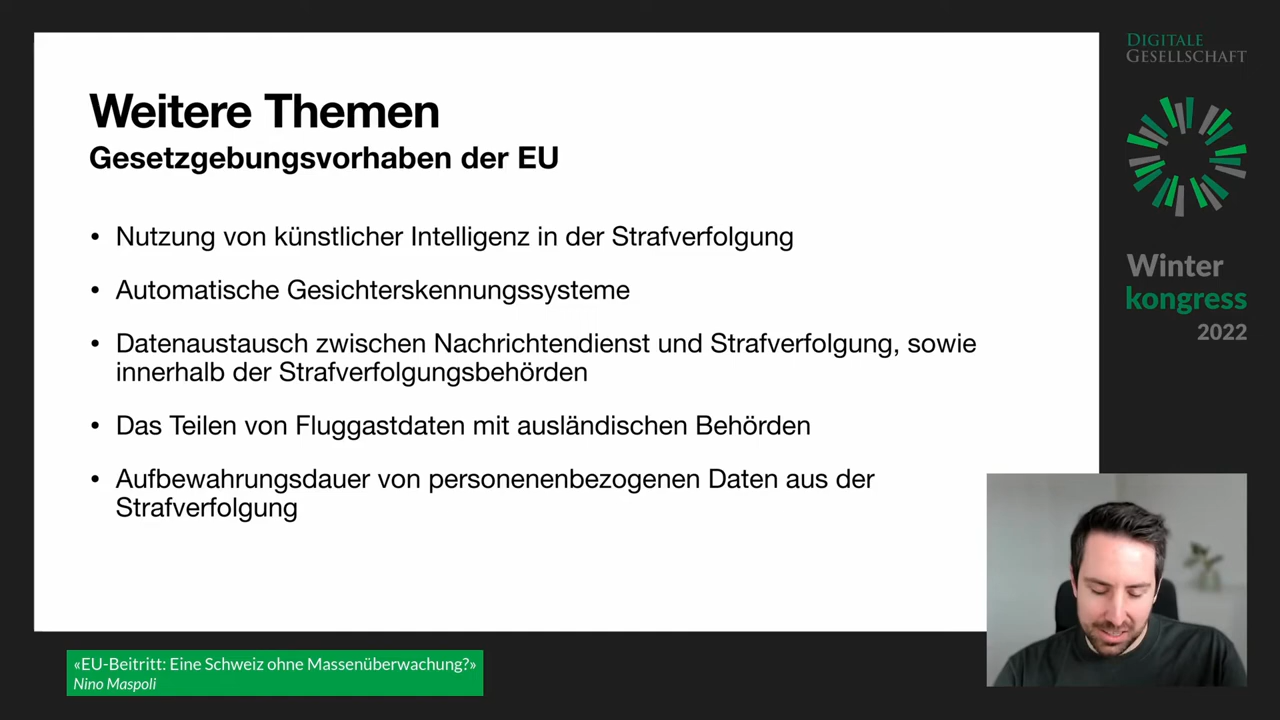 Weitere Themen
Gesetzgebungsvorhaben der EU
• Nutzung von künstlicher Intelligenz in der Strafverfolgung
• Automatische Gesichterskennungssysteme
• Datenaustausch zwischen Nachrichtendienst und Strafverfolgung, sowie
innerhalb der Strafverfolgungsbehörden
• Das Teilen von Fluggastdaten mit ausländischen Behörden
• Aufbewahrungsdauer von personenenbezogenen Daten aus der
Strafverfolgung
DIGITALE
GESELLSCHAFT
Winter
kongress
2022
«EU-Beitritt: Eine Schweiz ohne Massenüberwachung?»
Nino Maspoli